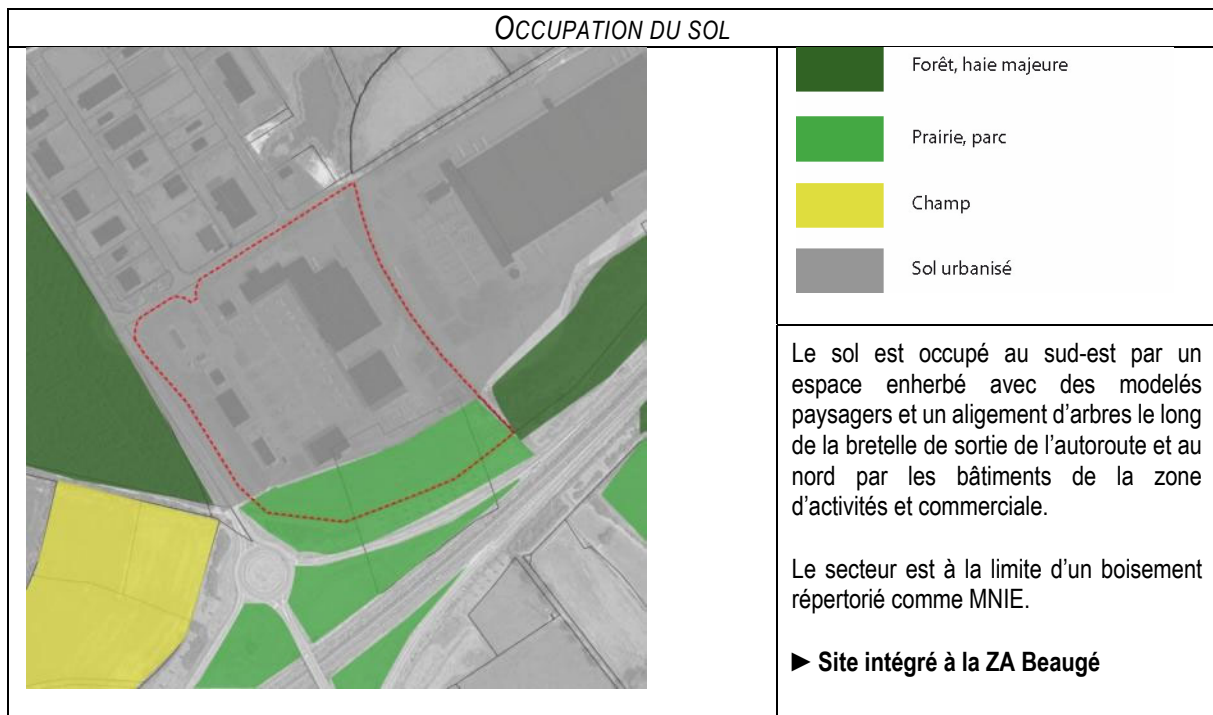 OCCUPATION DU SOL
Forêt, haie majeure
Prairie, parc
Champ
Sol urbanisé
Le sol est occupé au sud-est par un
espace enherbé avec des modelés
paysagers et un aligement d’arbres le long
de la bretelle de sortie de l’autoroute et au
nord par les bâtiments de la zone
d’activités et commerciale.
Le secteur est à la limite d’un boisement
répertorié comme MNIE.
► Site intégré à la ZA Beaugé